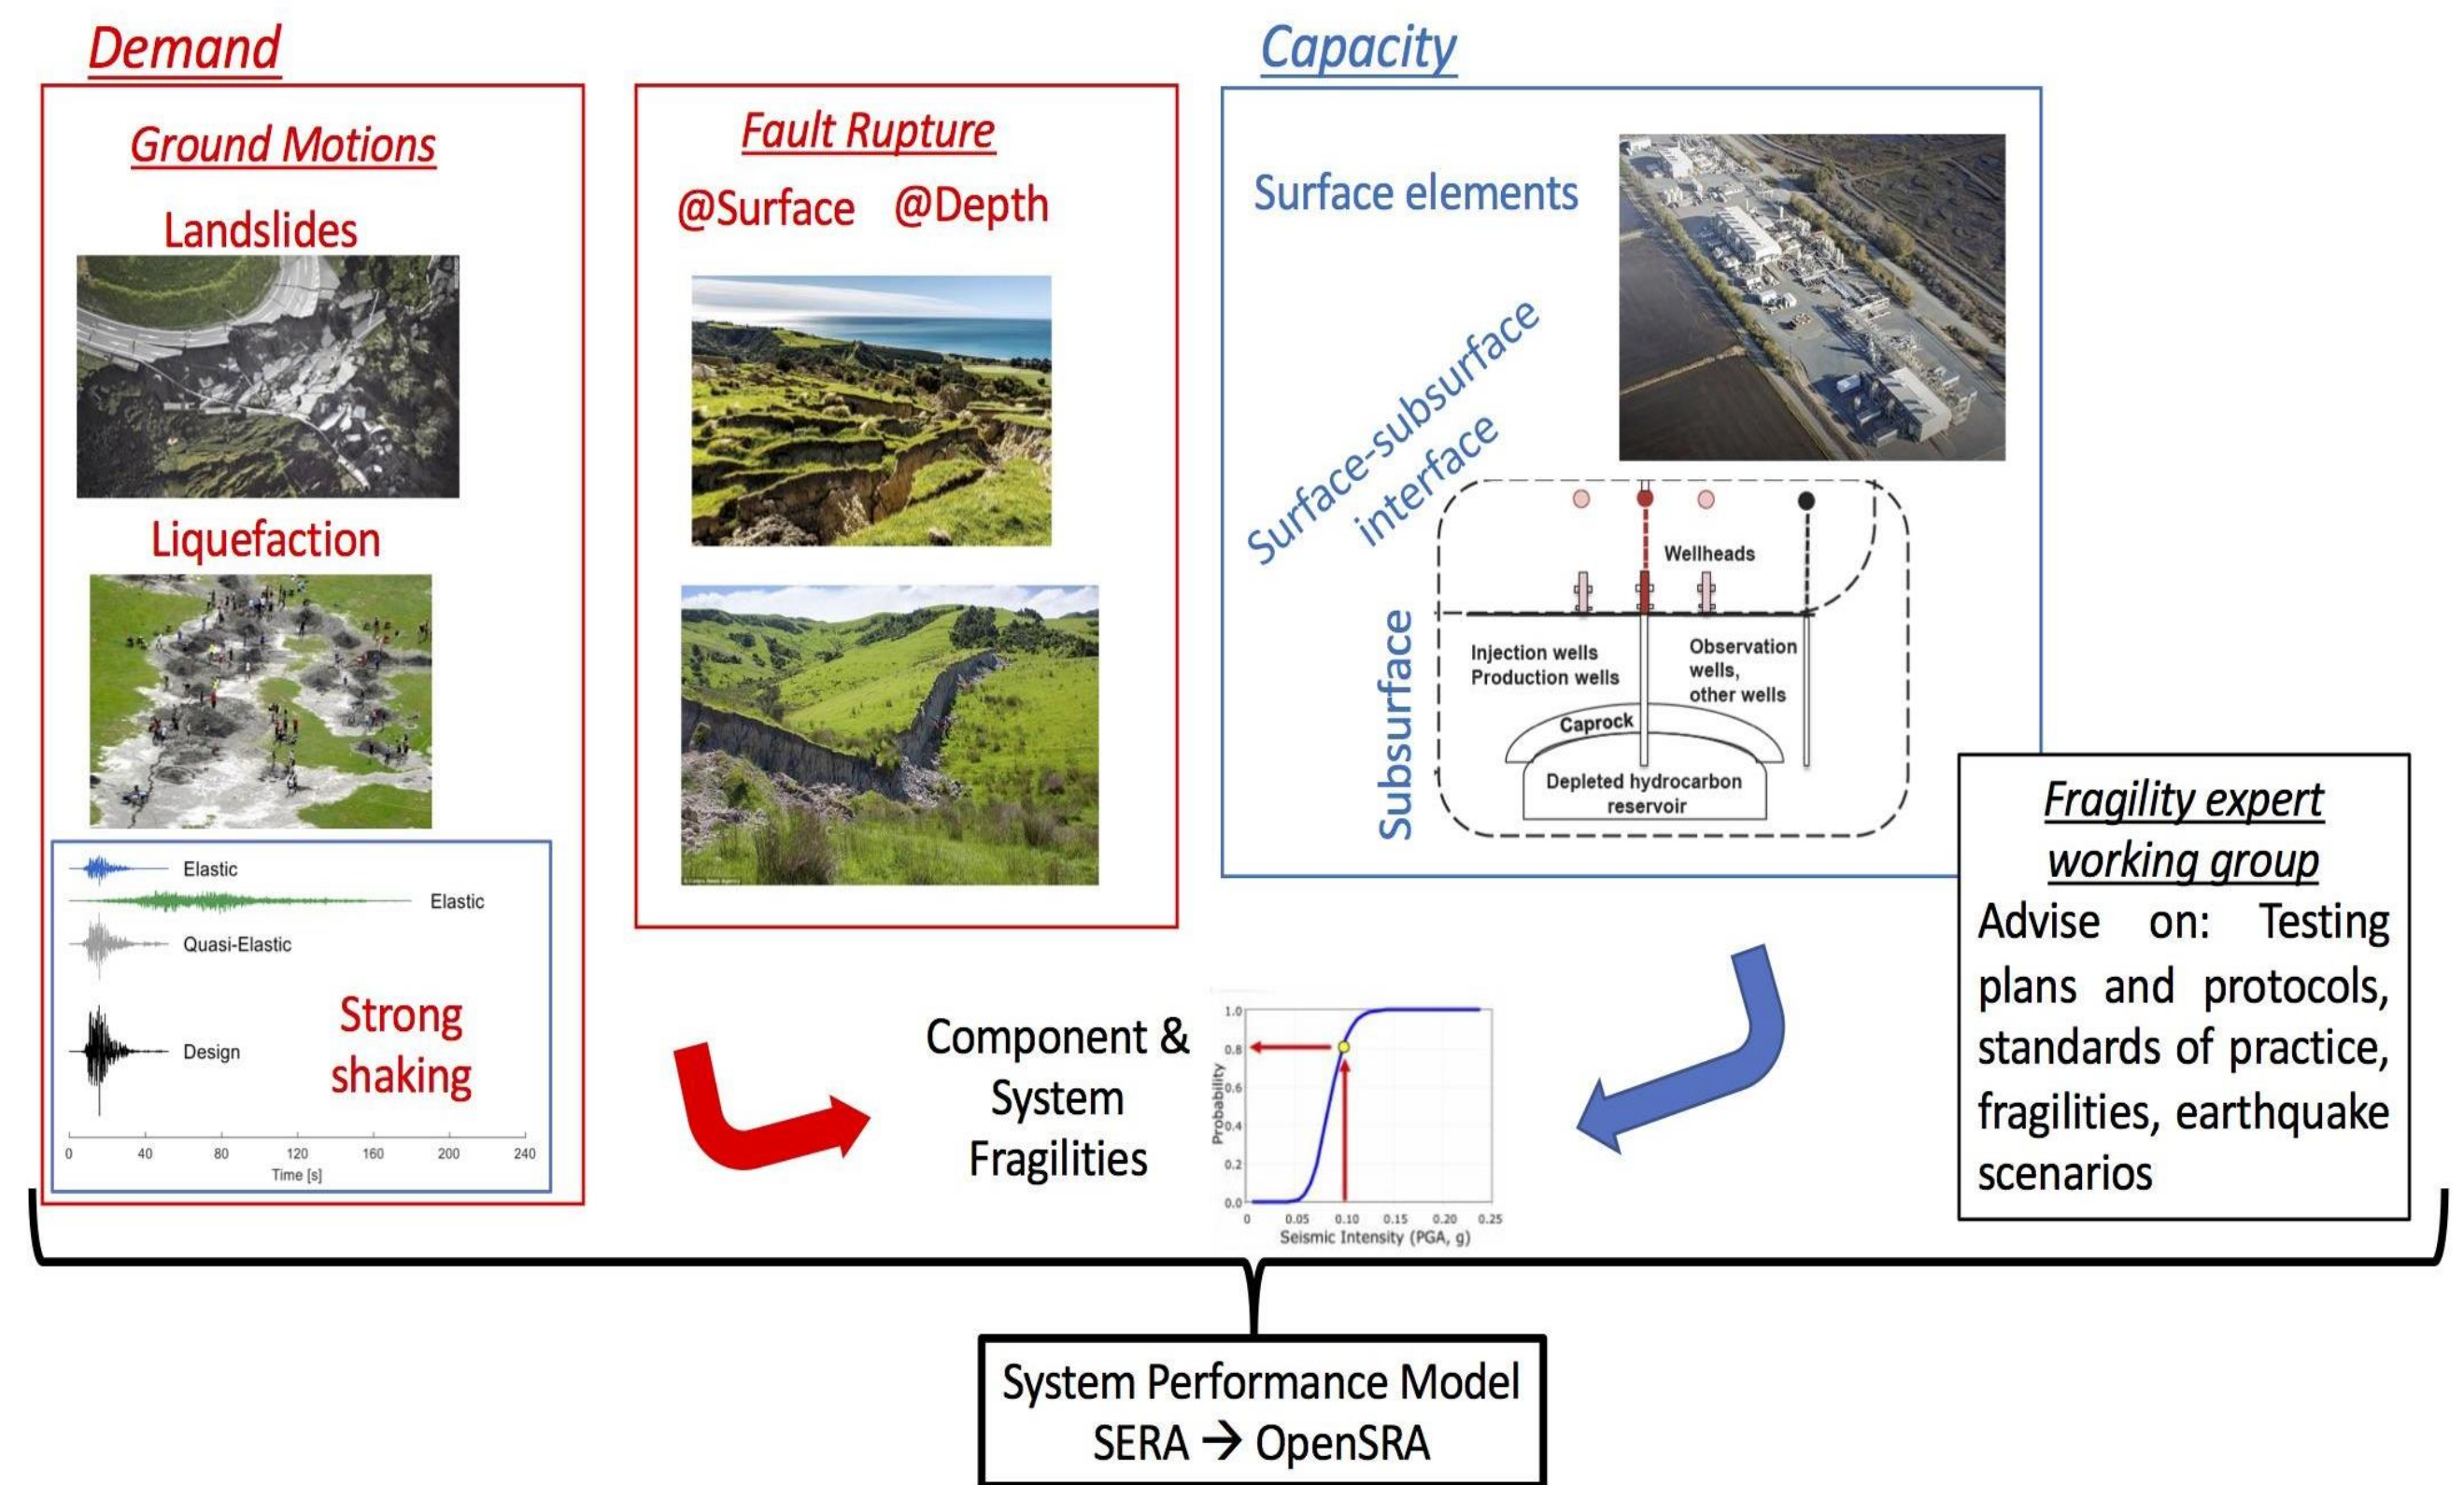 Demand
Ground Motions
Landslides
Liquefaction
Elastic
Elastic
Quasi-Elastic
Design
Strong
shaking
0 40 80 120 160 200 240
Time [s]
Fault Rupture
@Surface @Depth
Capacity
Surface elements
Surface-subsurface
interface
Subsurface
Wellheads
Injection wells
Production wells
Observation
wells,
other wells
Caprock
Depleted hydrocarbon
reservoir
Fragility expert
working group
Advise on: Testing
plans and protocols,
standards of practice,
fragilities, earthquake
scenarios
Component &
System
Fragilities
Probability
1.0
0.8
0.6
0.4
0.2
0.0
0 0.05 0.10 0.15 0.20 0.25
Seismic Intensity (PGA, g)
System Performance Model
SERA → OpenSRA